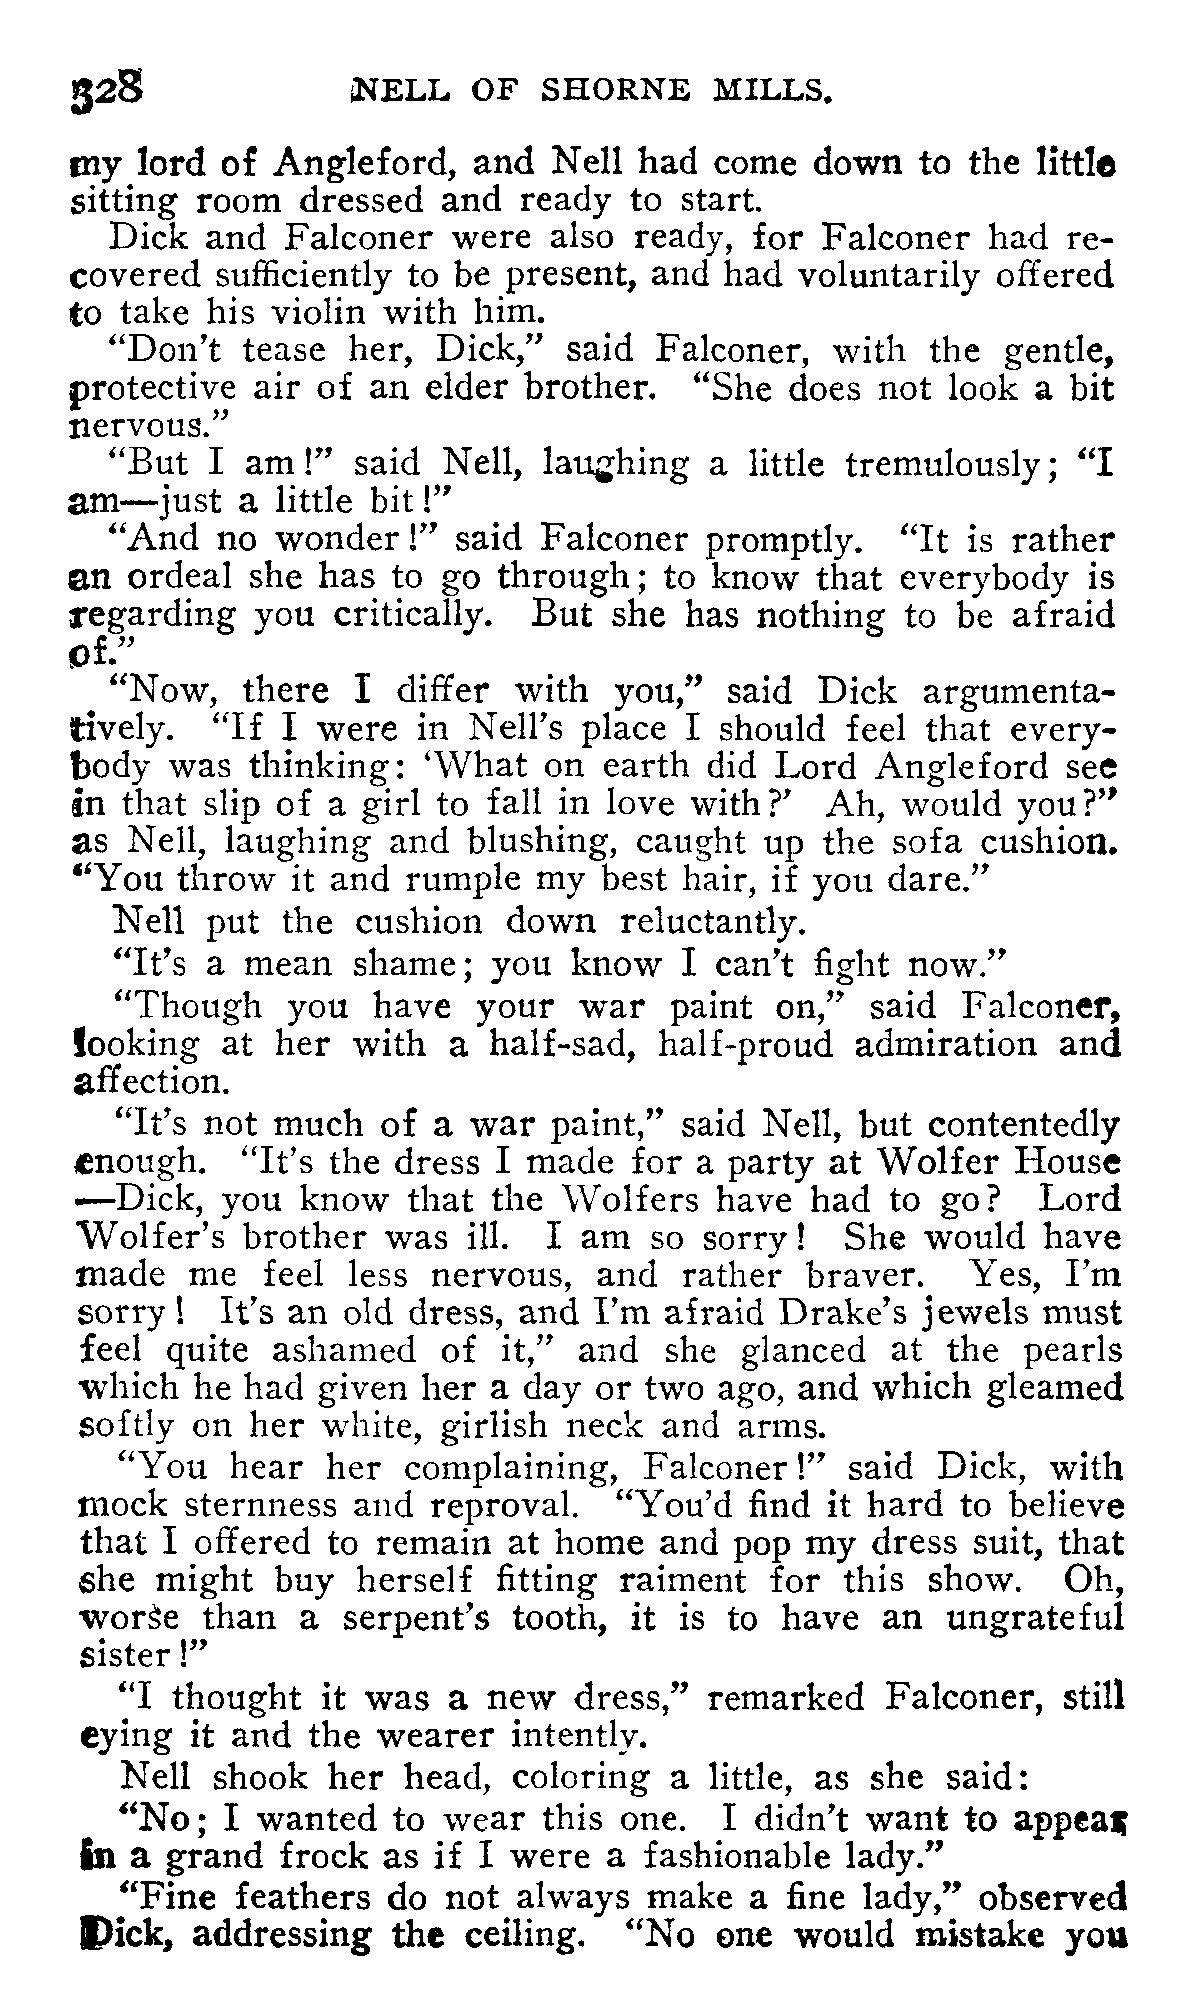 328 NELL OF SHORNE MILLS.
my lord of Angleford, and Nell had come down to the little
sitting room dressed and ready to start.
Dick and Falconer were also ready, for Falconer had re-
covered sufficiently to be present, and had voluntarily offered
to take his violin with him.
"Don't tease her, Dick," said Falconer, with the gentle,
protective air of an elder brother. "She does not look a bit
nervous."
"But I am!" said Nell, laughing a little tremulously; "I
am—just a little bit!"
"And no wonder!" said Falconer promptly. "It is rather
an ordeal she has to go through; to know that everybody is
regarding you critically. But she has nothing to be afraid
of."
"Now, there I differ with you," said Dick argumenta-
tively. "If I were in Nell's place I should feel that every-
body was thinking: 'What on earth did Lord Angleford see
in that slip of a girl to fall in love with?' Ah, would you?"
as Nell, laughing and blushing, caught up the sofa cushion.
"You throw it and rumple my best hair, if you dare."
Nell put the cushion down reluctantly.
"It's a mean shame; you know I can't fight now."
"Though you have your war paint on," said Falconer,
looking at her with a half-sad, half-proud admiration and
affection.
"It's not much of a war paint," said Nell, but contentedly
enough. "It's the dress I made for a party at Wolfer House
—Dick, you know that the Wolfers have had to go? Lord
Wolfer's brother was ill. I am so sorry! She would have
made me feel less nervous, and rather braver. Yes, I'm
sorry! It's an old dress, and I'm afraid Drake's jewels must
feel quite ashamed of it," and she glanced at the pearls
which he had given her a day or two ago, and which gleamed
softly on her white, girlish neck and arms.
"You hear her complaining, Falconer!" said Dick, with
mock sternness and reproval. "You'd find it hard to believe
that I offered to remain at home and pop my dress suit, that
she might buy herself fitting raiment for this show. Oh,
worse than a serpent's tooth, it is to have an ungrateful
sister!"
"I thought it was a new dress," remarked Falconer, still
eying it and the wearer intently.
Nell shook her head, coloring a little, as she said:
"No; I wanted to wear this one. I didn't want to appear
in a grand frock as if I were a fashionable lady."
"Fine feathers do not always make a fine lady," observed
Dick, addressing the ceiling. "No one would mistake you